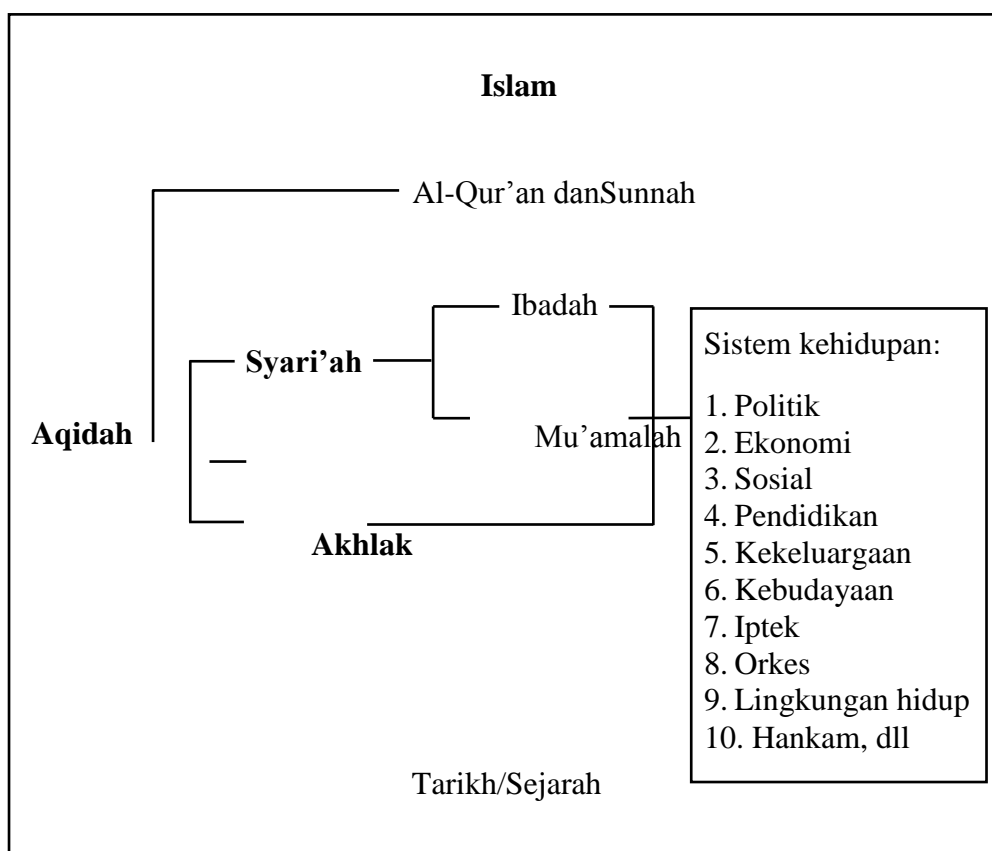 Islam
Al-Qur’an danSunnah
Ibadah
Syari’ah
Aqidah
Mu’amalah
Akhlak
Sistem kehidupan:
1. Politik
2. Ekonomi
3. Sosial
4. Pendidikan
5. Kekeluargaan
6. Kebudayaan
7. Iptek
8. Orkes
9. Lingkungan hidup
10. Hankam, dll
Tarikh/Sejarah